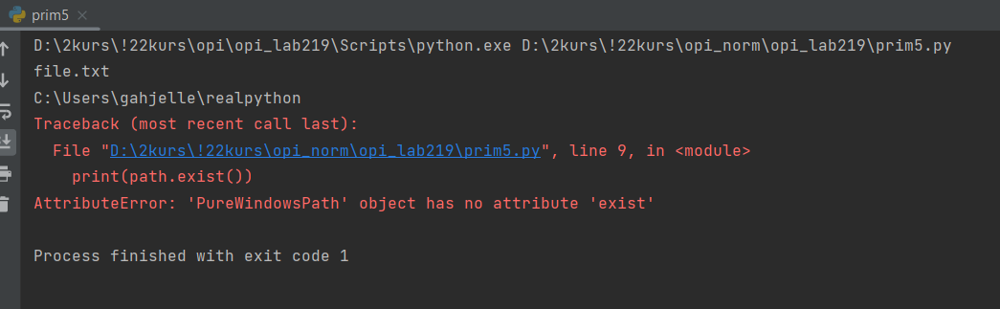 prim5
D:\2kurs\!22kurs\opi\opi_lab219\Scripts\python.exe D:\2kurs\!22kurs\opi_norm\opi_lab219\prim5.py
file.txt
C:\Users\gahjelle\realpython
Traceback (most recent call last):
  File "D:\2kurs\!22kurs\opi_norm\opi_lab219\prim5.py", line 9, in <module>
    print(path.exist())
AttributeError: 'PureWindowsPath' object has no attribute 'exist'
Process finished with exit code 1